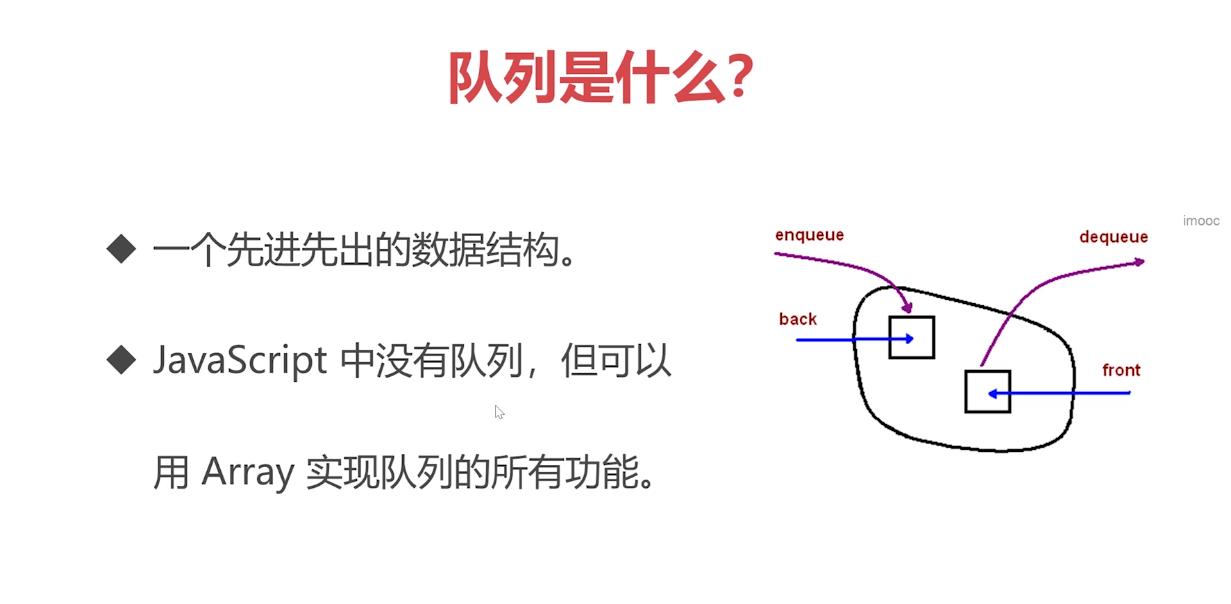 队列是什么？
◆ 一个先进先出的数据结构。
◆ JavaScript 中没有队列，但可以
用 Array 实现队列的所有功能。
imooc
enqueue
dequeue
back
front